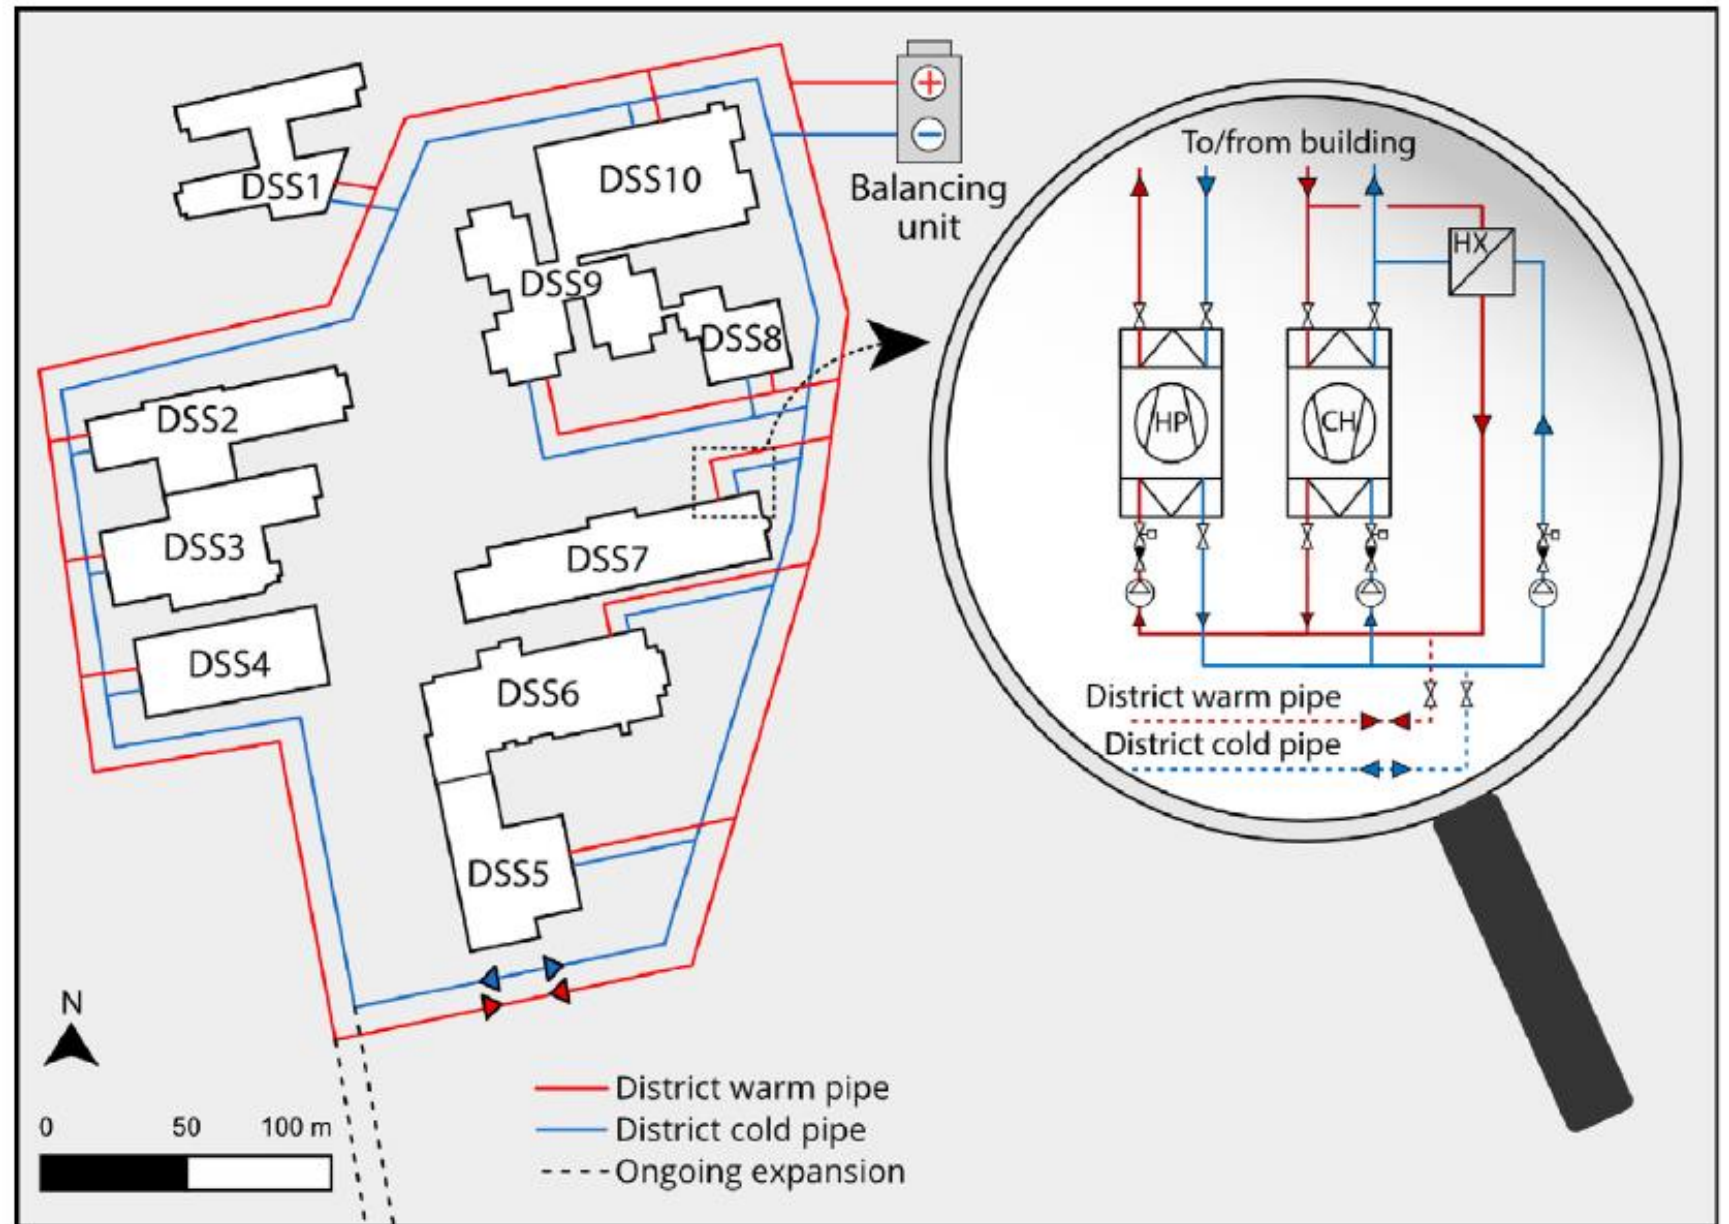 DSS1
DSS10
DSS9
DSS8
DSS2
DSS3
DSS4
DSS7
DSS6
DSS5
+
−
Balancing
unit
To/from building
HX
HP
CH
District warm pipe
District cold pipe
N
0 50 100 m
District warm pipe
District cold pipe
Ongoing expansion